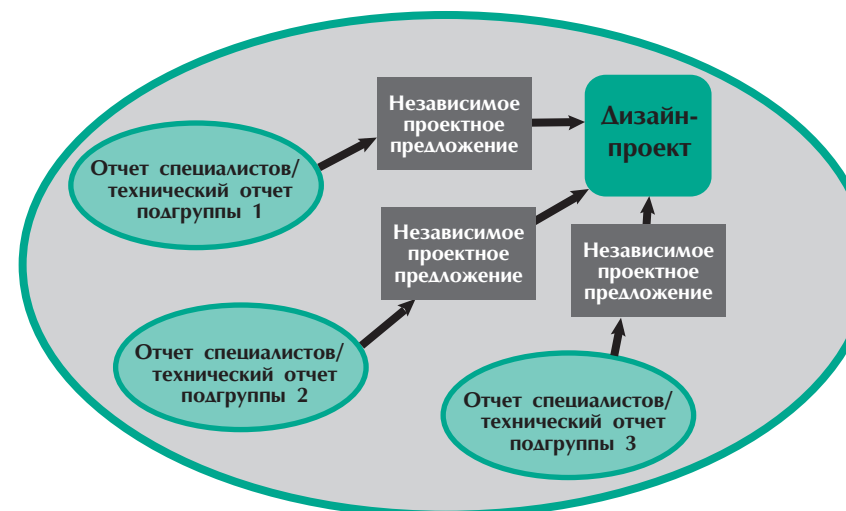 Независимое
проектное
предложение
Дизайн-
проект
Отчет специалистов/
технический отчет
подгруппы 1
Независимое
проектное
предложение
Независимое
проектное
предложение
Отчет специалистов/
технический отчет
подгруппы 2
Отчет специалистов/
технический отчет
подгруппы 3